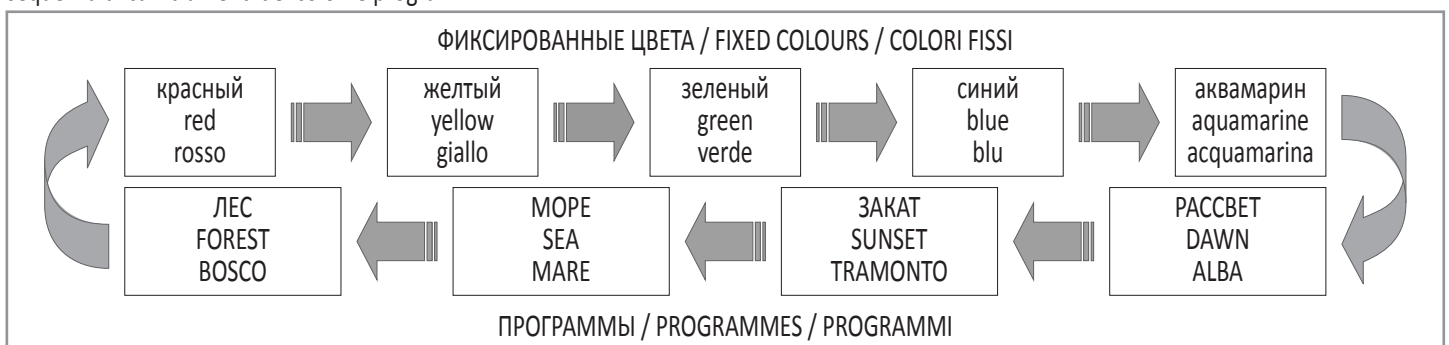 ФИКСИРОВАННЫЕ ЦВЕТА / FIXED COLOURS / COLORI FISSI
красный
red
rosso
желтый
yellow
giallo
зеленый
green
verde
синий
blue
blu
аквамарин
aquamarine
acquamarina
РАССВЕТ
DAWN
ALBA
ЗАКАТ
SUNSET
TRAMONTO
МОРЕ
SEA
MARE
ЛЕС
FOREST
BOSCO
ПРОГРАММЫ / PROGRAMMES / PROGRAMMI